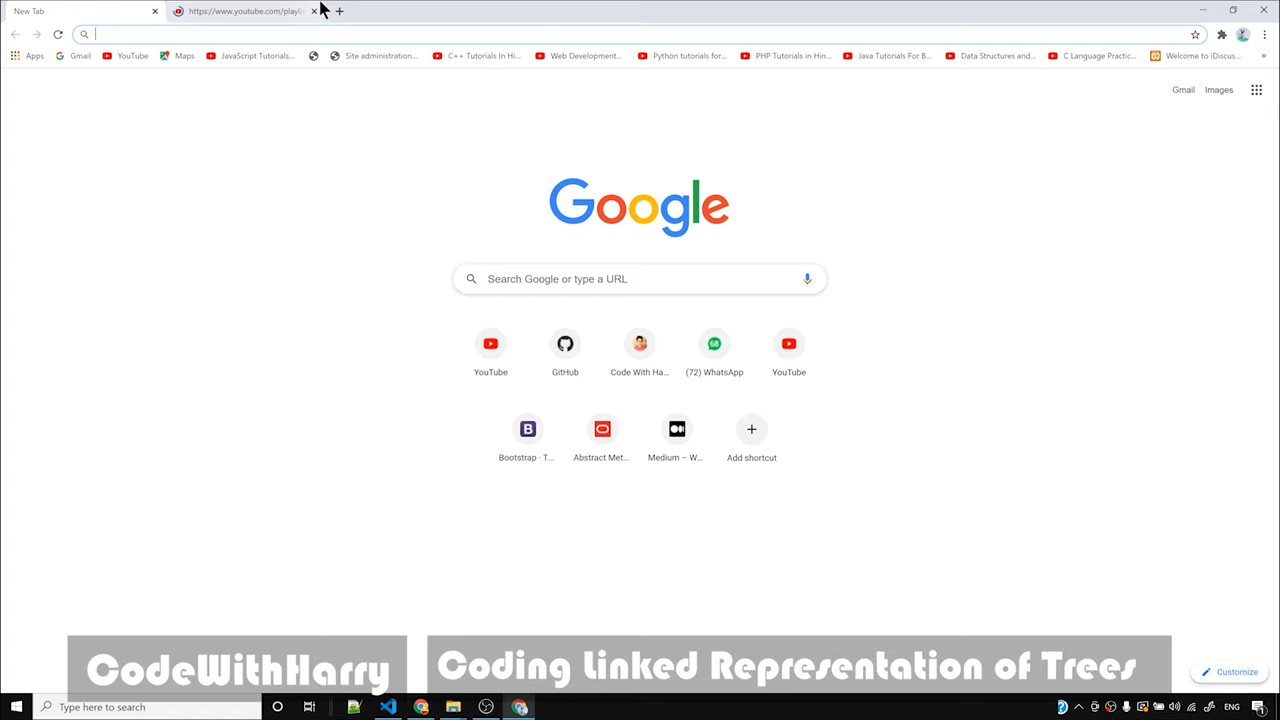 New Tab
https://www.youtube.com/playli
Apps
Gmail
YouTube
Maps
JavaScript Tutorials...
Site administration...
C++ Tutorials In Hi...
Web Development...
Python tutorials for...
PHP Tutorials in Hin...
Java Tutorials For B...
Data Structures and...
C Language Practic...
Welcome to iDiscus...
Gmail
Images
Google
Search Google or type a URL
YouTube
GitHub
Code With Ha...
68
(72) WhatsApp
YouTube
B
Bootstrap · T...
Abstract Met...
Medium – W...
Add shortcut
CodeWithHarry
Coding Linked Representation of Trees
Customize
Type here to search
ENG